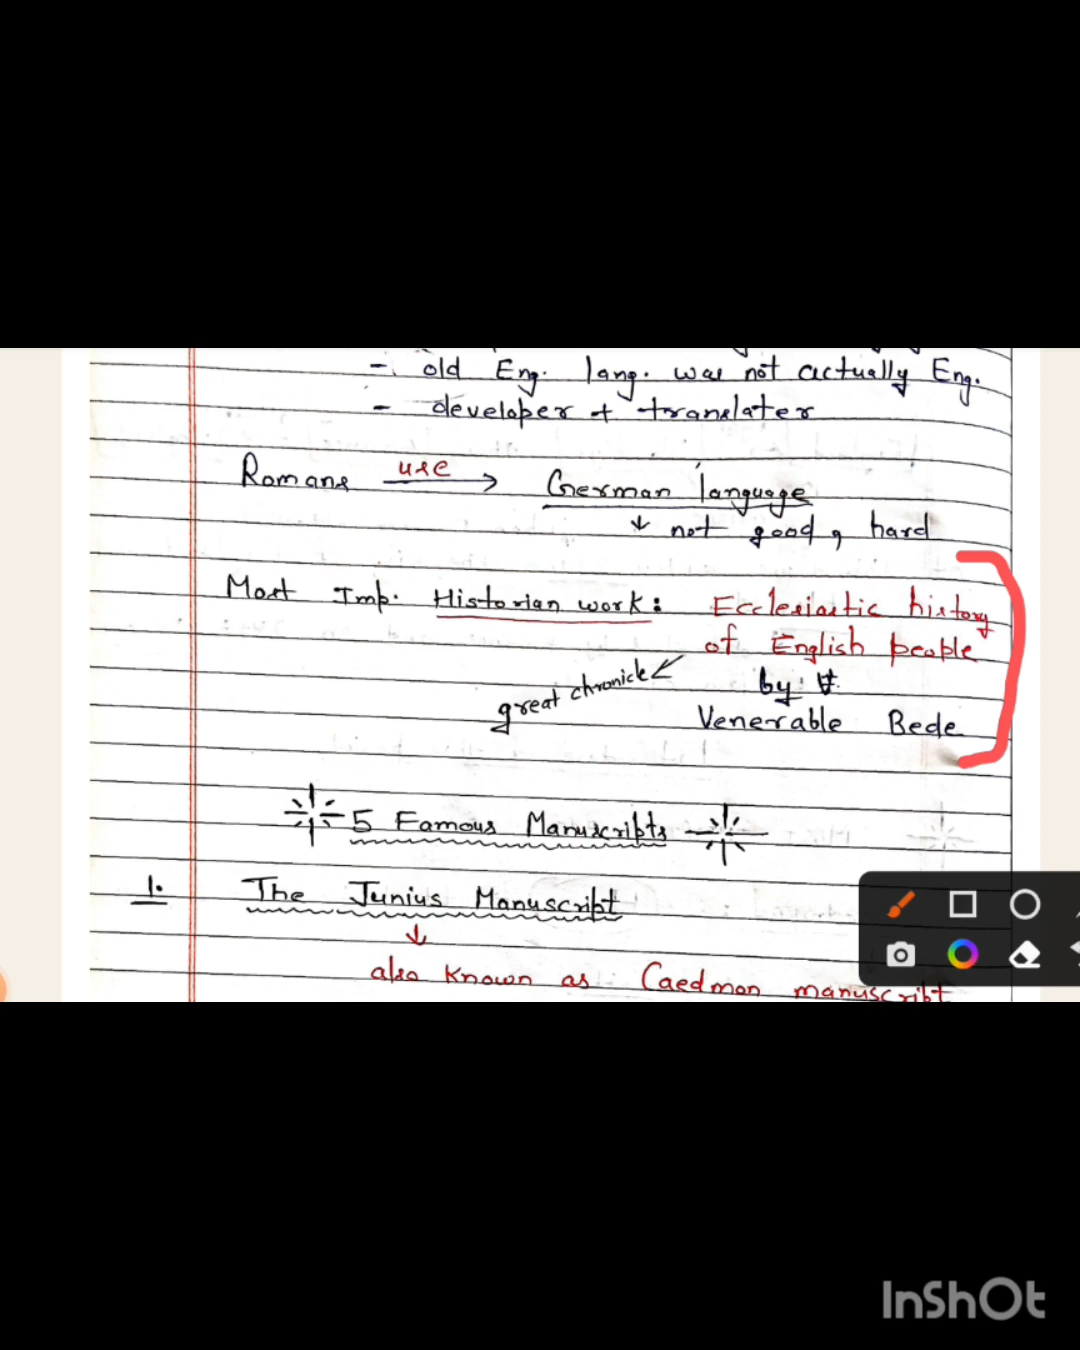 - old Eng. lang. was not actually Eng.
- developer + translater
Romans use → German language
↓ not good, hard
Most Imp. Historian work: Ecclesiastic history
of English people
great chronicle by:
Venerable Bede
5 Famous Manuscripts
1. The Junius Manuscript
↓
also known as Caedmon manuscript
InShOt